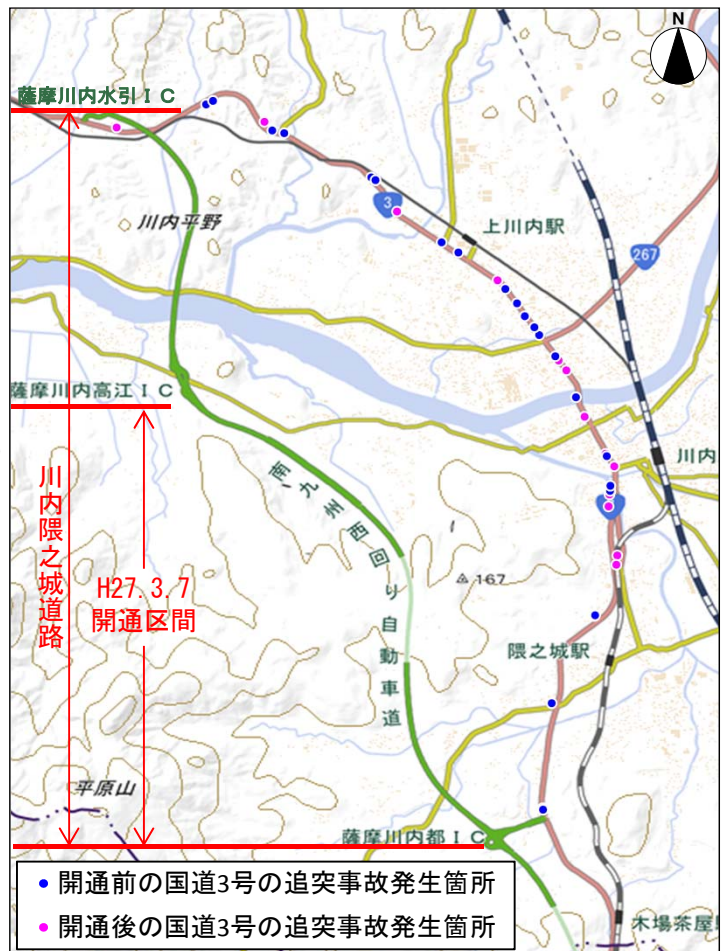 N
薩摩川内水引IC
川内平野
3
上川内駅
267
薩摩川内高江IC
川内
南九州西回り自動車道
167
川内隈之城道路
H27.3.7
開通区間
隈之城駅
平原山
薩摩川内都IC
木場茶屋
開通前の国道3号の追突事故発生箇所
開通後の国道3号の追突事故発生箇所